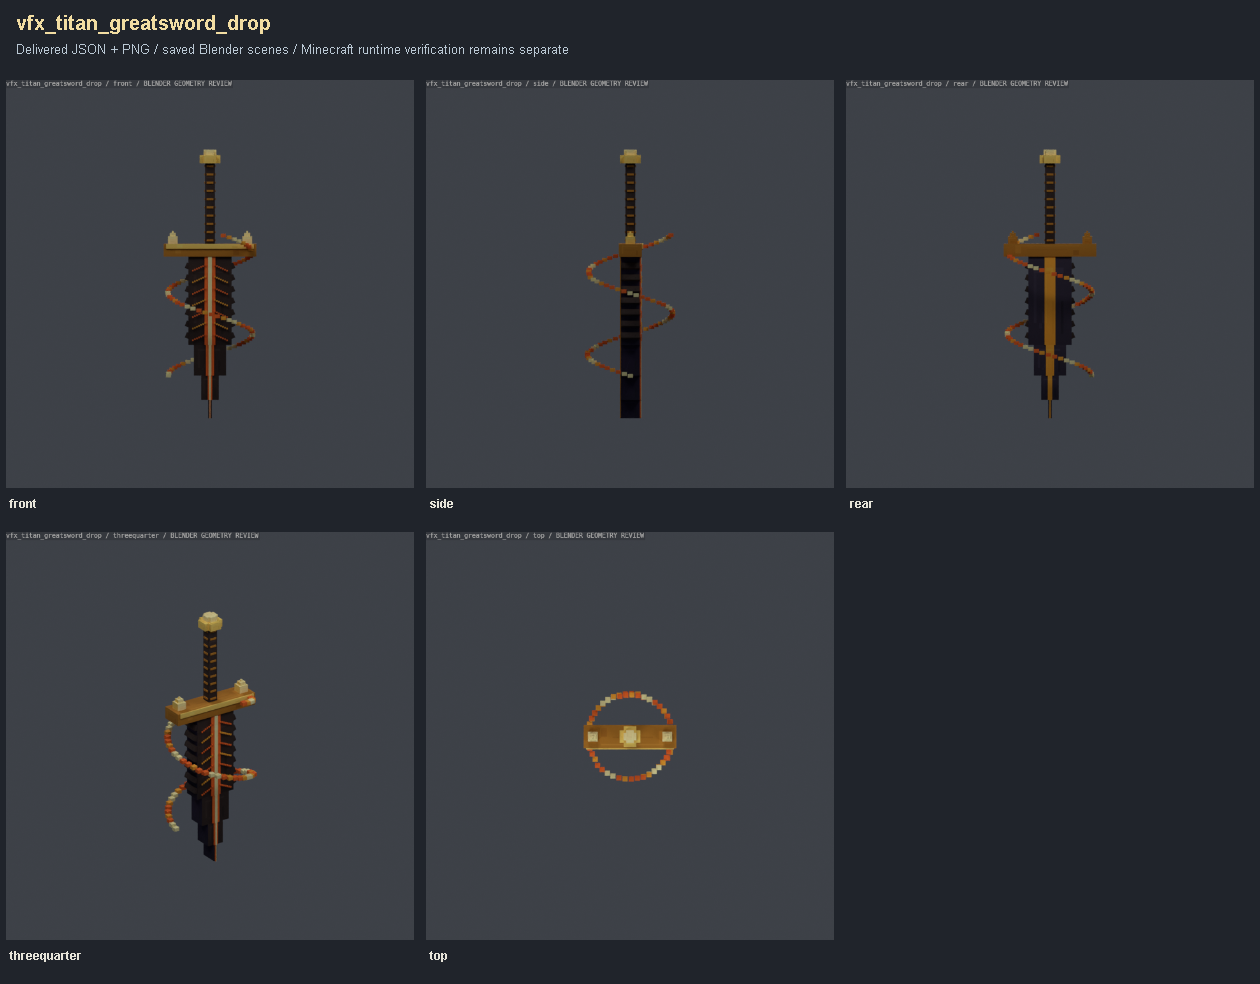 vfx_titan_greatsword_drop
Delivered JSON + PNG / saved Blender scenes / Minecraft runtime verification remains separate
vfx_titan_greatsword_drop / front / BLENDER GEOMETRY REVIEW
vfx_titan_greatsword_drop / side / BLENDER GEOMETRY REVIEW
vfx_titan_greatsword_drop / rear / BLENDER GEOMETRY REVIEW
front
side
rear
vfx_titan_greatsword_drop / threequarter / BLENDER GEOMETRY REVIEW
vfx_titan_greatsword_drop / top / BLENDER GEOMETRY REVIEW
threequarter
top